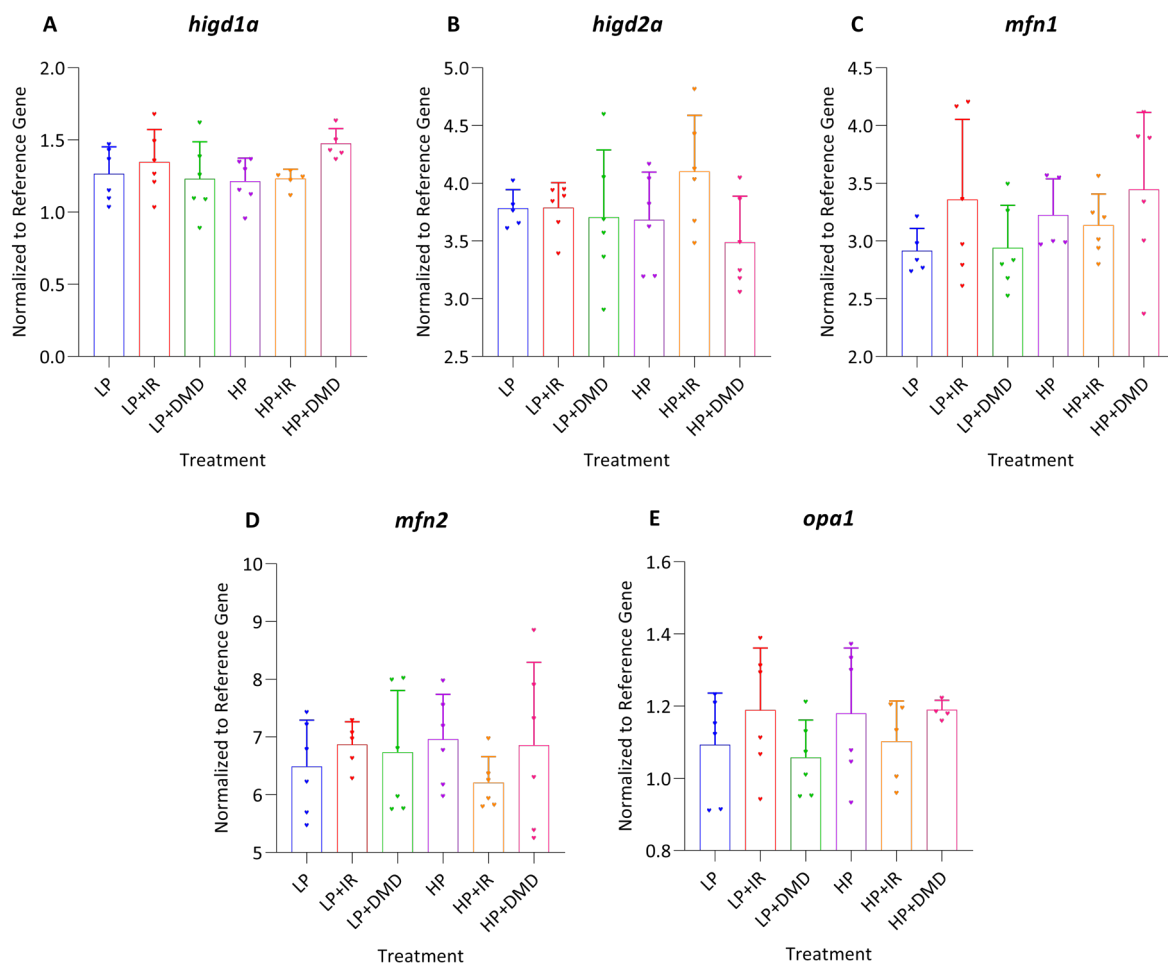 A higd1a
2.0
1.5
1.0
0.5
0.0
Normalized to Reference Gene
LP
LP+IR
LP+DMD
HP
HP+IR
HP+DMD
Treatment
B higd2a
5.0
4.5
4.0
3.5
3.0
2.5
Normalized to Reference Gene
LP
LP+IR
LP+DMD
HP
HP+IR
HP+DMD
Treatment
C mfn1
4.5
4.0
3.5
3.0
2.5
2.0
Normalized to Reference Gene
LP
LP+IR
LP+DMD
HP
HP+IR
HP+DMD
Treatment
D mfn2
10
9
8
7
6
5
Normalized to Reference Gene
LP
LP+IR
LP+DMD
HP
HP+IR
HP+DMD
Treatment
E opa1
1.6
1.4
1.2
1.0
0.8
Normalized to Reference Gene
LP
LP+IR
LP+DMD
HP
HP+IR
HP+DMD
Treatment